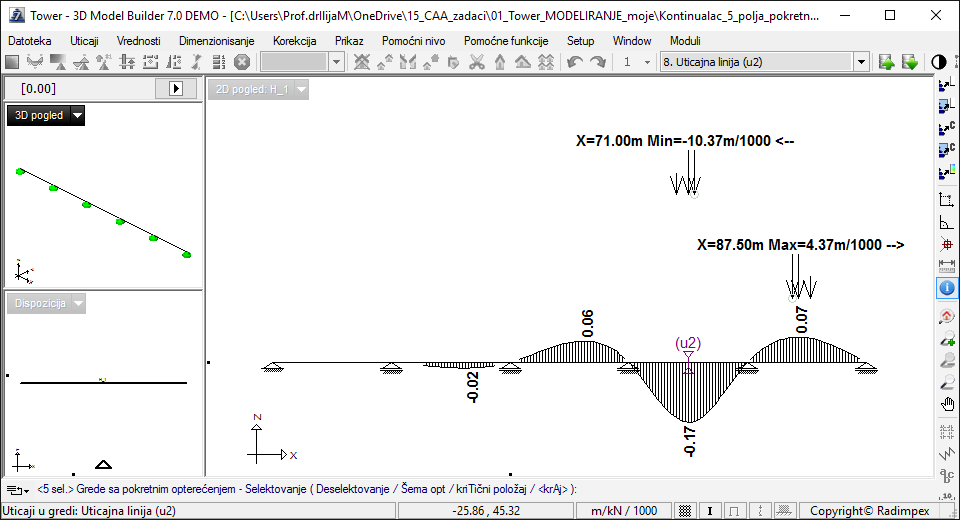 Tower - 3D Model Builder 7.0 DEMO - [C:\Users\Prof.drIlijaM\OneDrive\15_CAA_zadaci\01_Tower_MODELIRANJE_moje\Kontinualac_5_polja_pokretn...
Datoteka Uticaji Vrednosti Dimenzionisanje Korekcija Prikaz Pomoćni nivo Pomoćne funkcije Setup Window Moduli
1 8. Uticajna linija (u2)
[0.00]
2D pogled: H_1
3D pogled
X=71.00m Min=-10.37m/1000 <--
X=87.50m Max=4.37m/1000 -->
Dispozicija
0.06
0.07
(u2)
-0.02
-0.17
Z
X
<5 sel.> Grede sa pokretnim opterećenjem - Selektovanje ( Deselektovanje / Šema opt / kriTični položaj / <krAj> ):
Uticaji u gredi: Uticajna linija (u2) -25.86 , 45.32 m/kN / 1000 Copyright© Radimpex